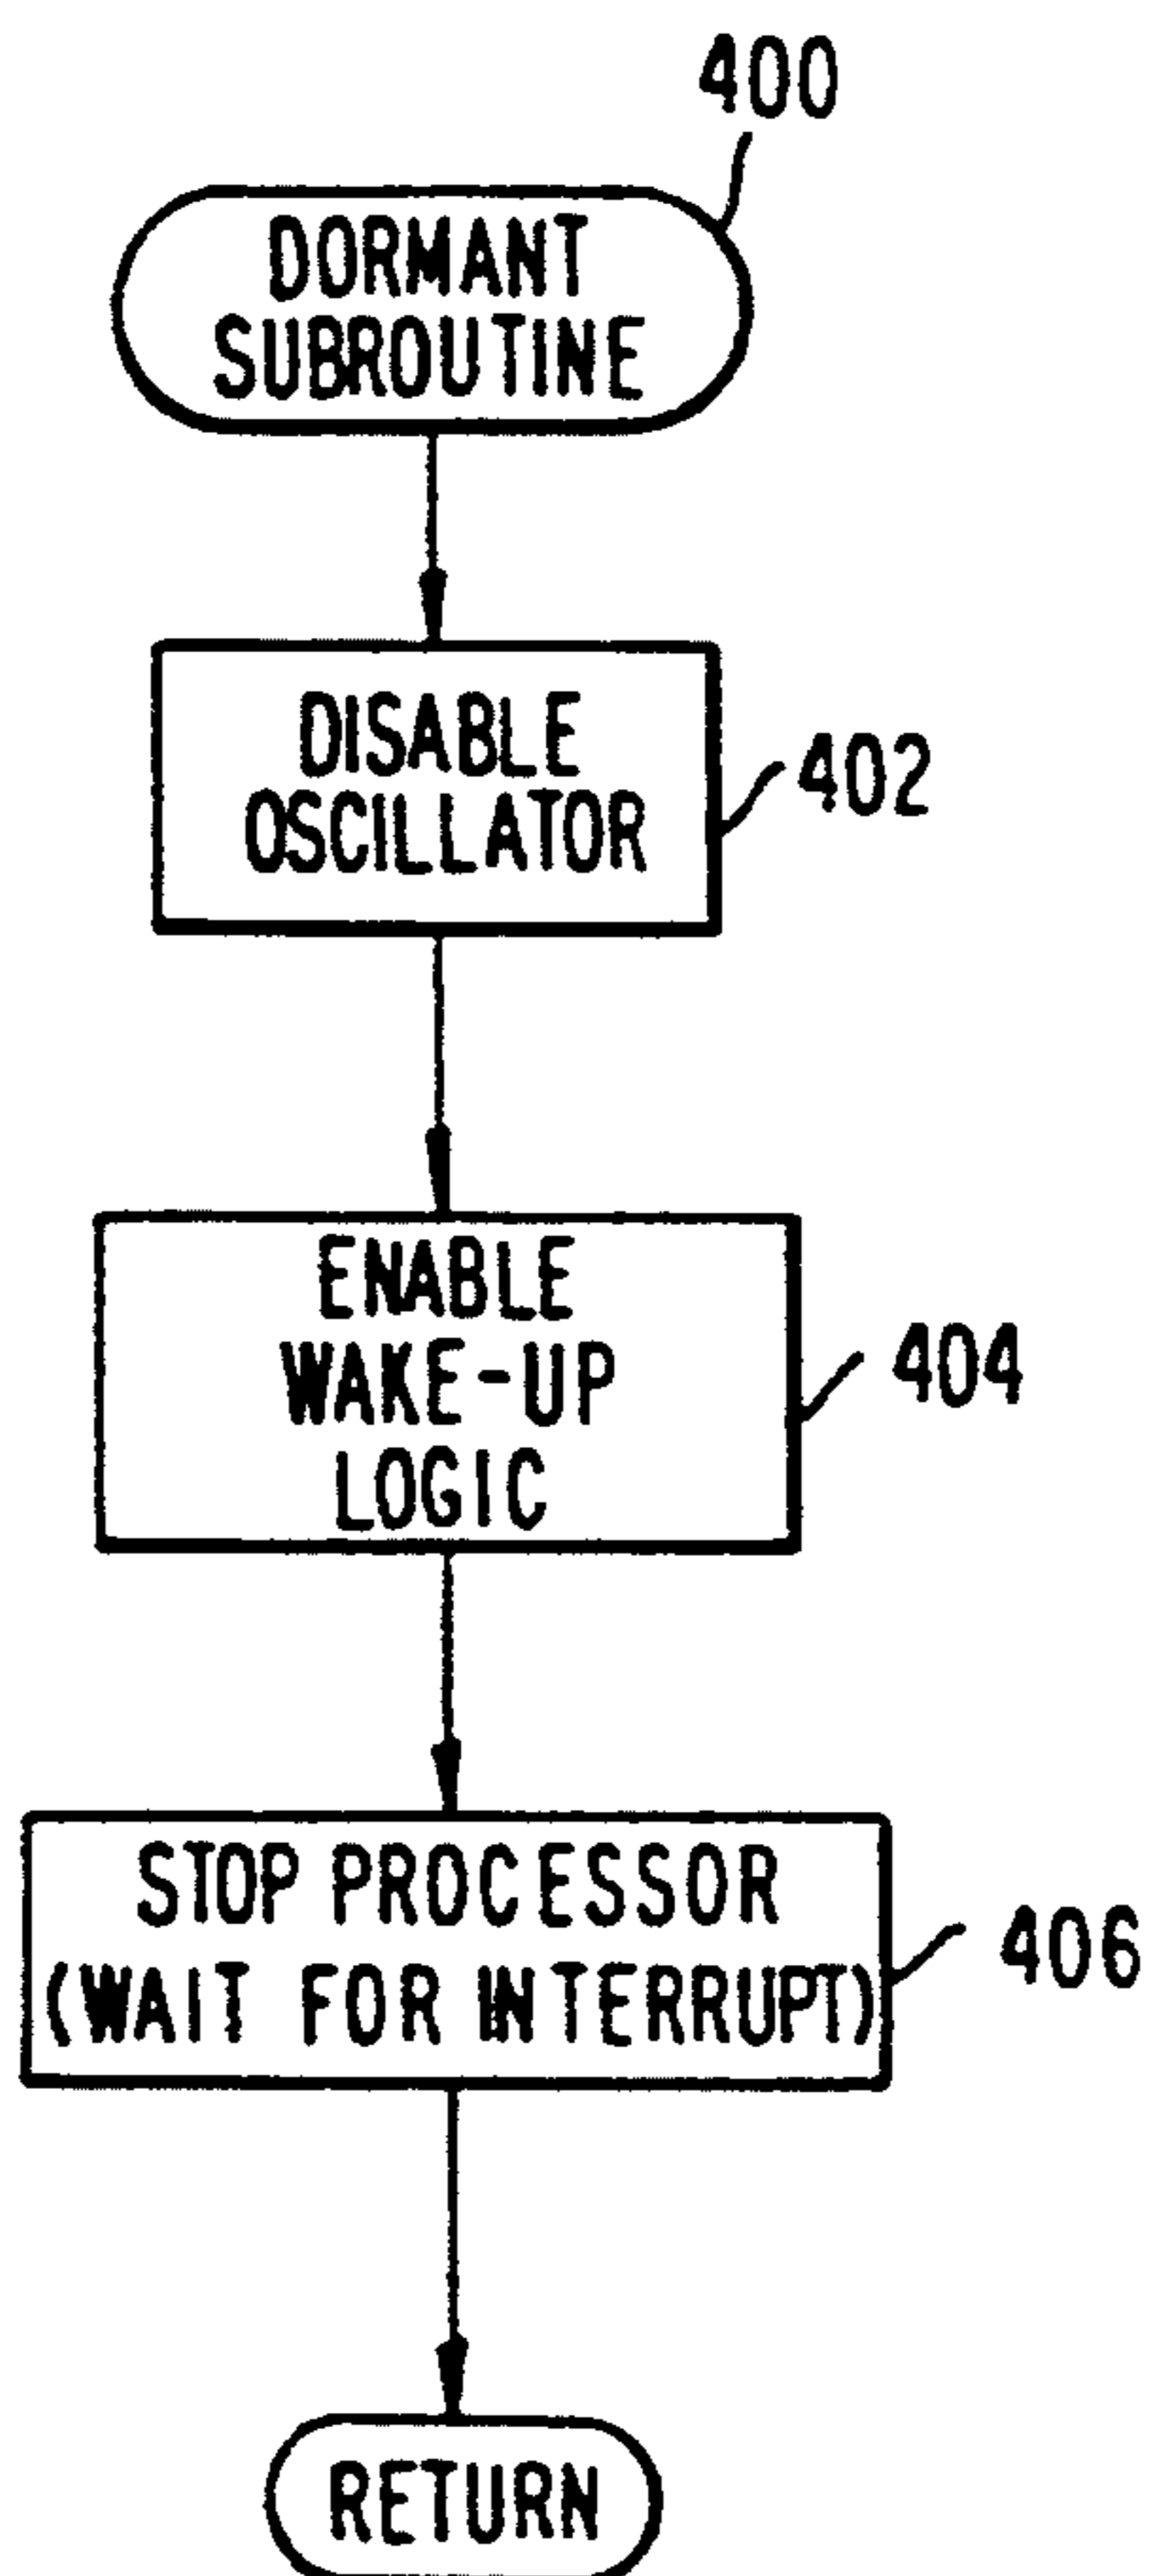 400
DORMANT
SUBROUTINE
DISABLE
OSCILLATOR
402
ENABLE
WAKE-UP
LOGIC
404
STOP PROCESSOR
(WAIT FOR INTERRUPT)
406
RETURN